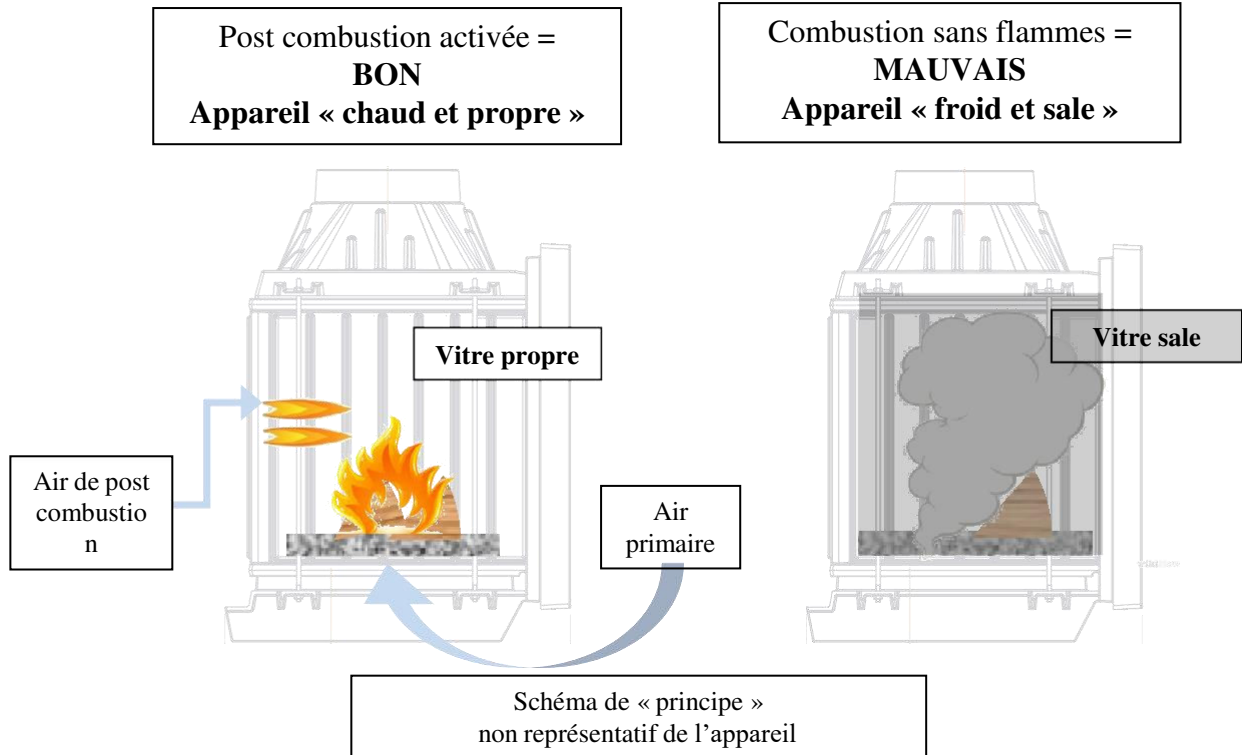 Post combustion activée =
BON
Appareil « chaud et propre »
Combustion sans flammes =
MAUVAIS
Appareil « froid et sale »
Vitre propre
Vitre sale
Air de post
combustio
n
Air
primaire
Schéma de « principe »
non représentatif de l’appareil